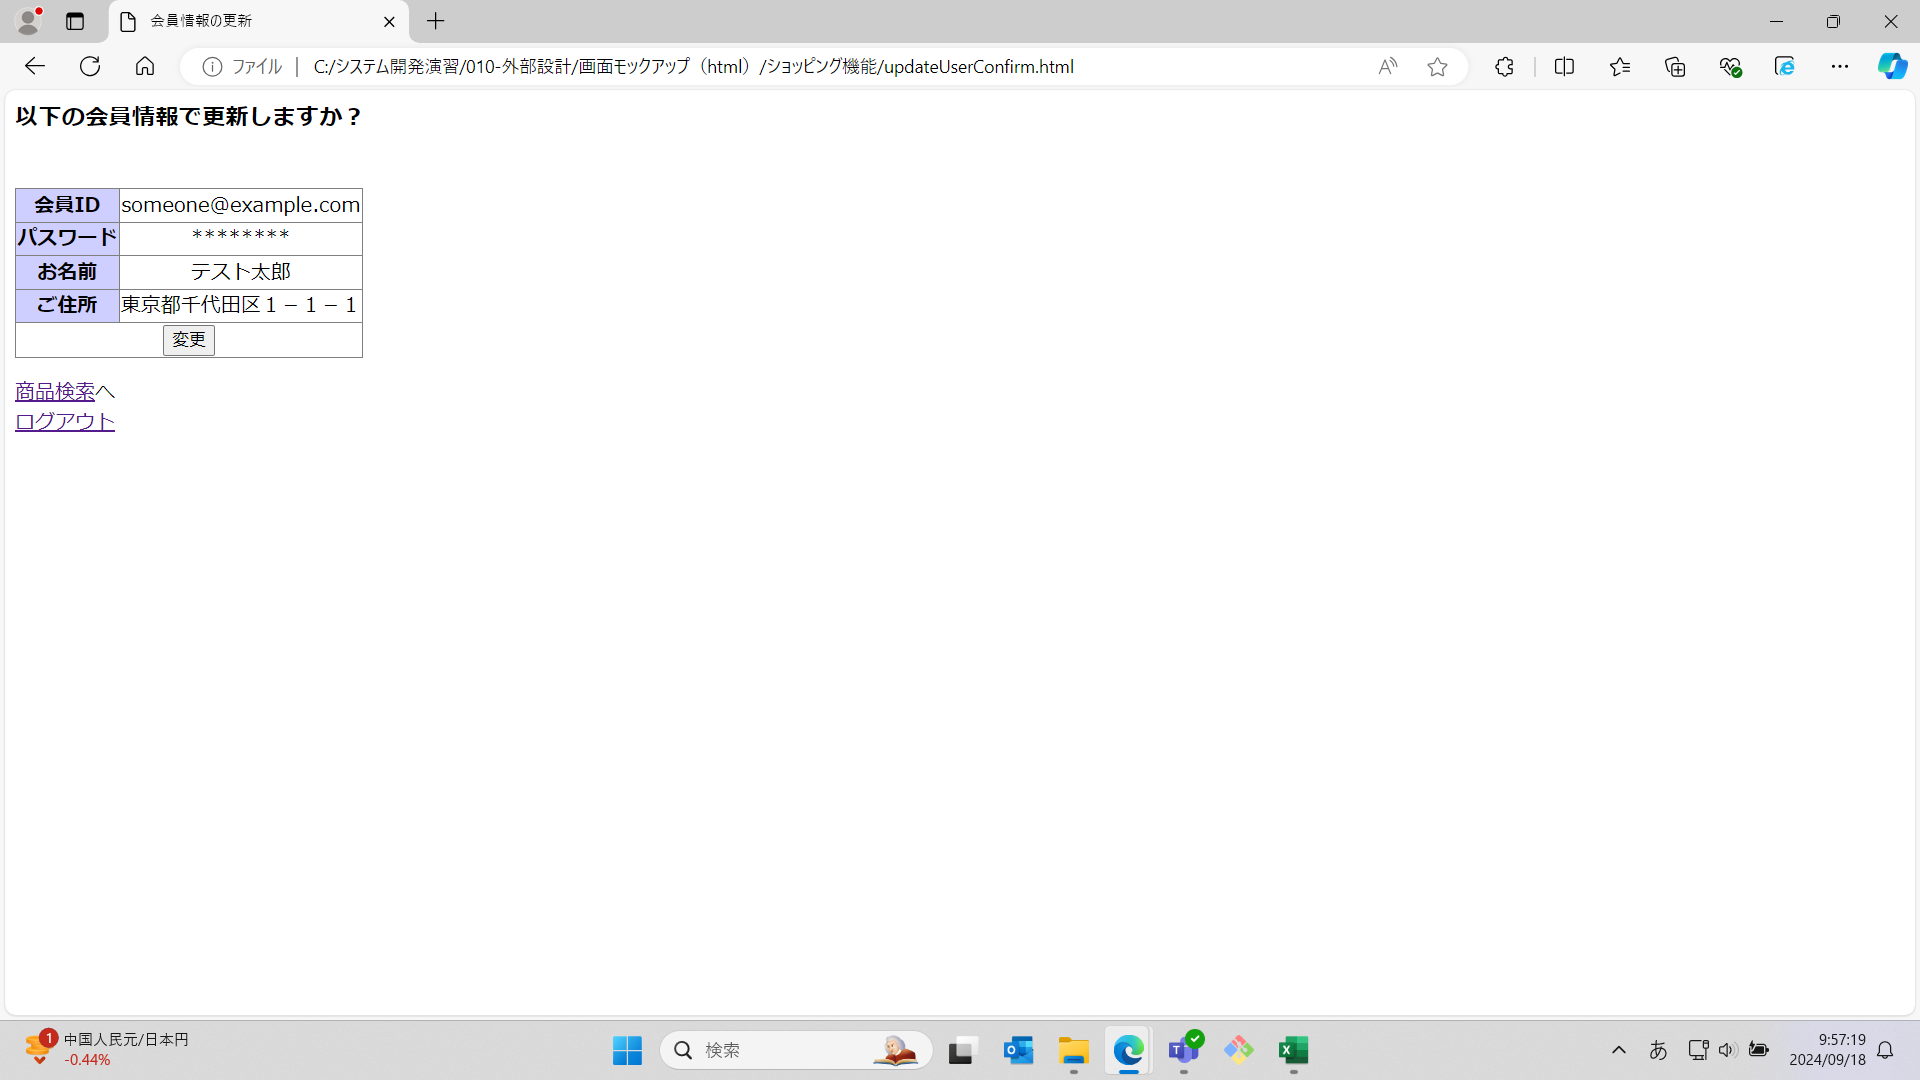 会員情報の更新
ファイル
C:/システム開発演習/010-外部設計/画面モックアップ（html）/ショッピング機能/updateUserConfirm.html
以下の会員情報で更新しますか？
会員ID someone@example.com
パスワード ********
お名前 テスト太郎
ご住所 東京都千代田区１－１－１
変更
商品検索へ
ログアウト
1
中国人民元/日本円
-0.44%
検索
あ
9:57:19
2024/09/18